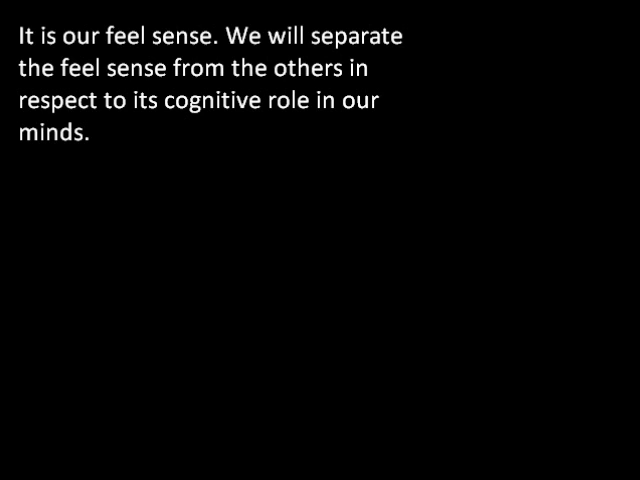 It is our feel sense. We will separate
the feel sense from the others in
respect to its cognitive role in our
minds.